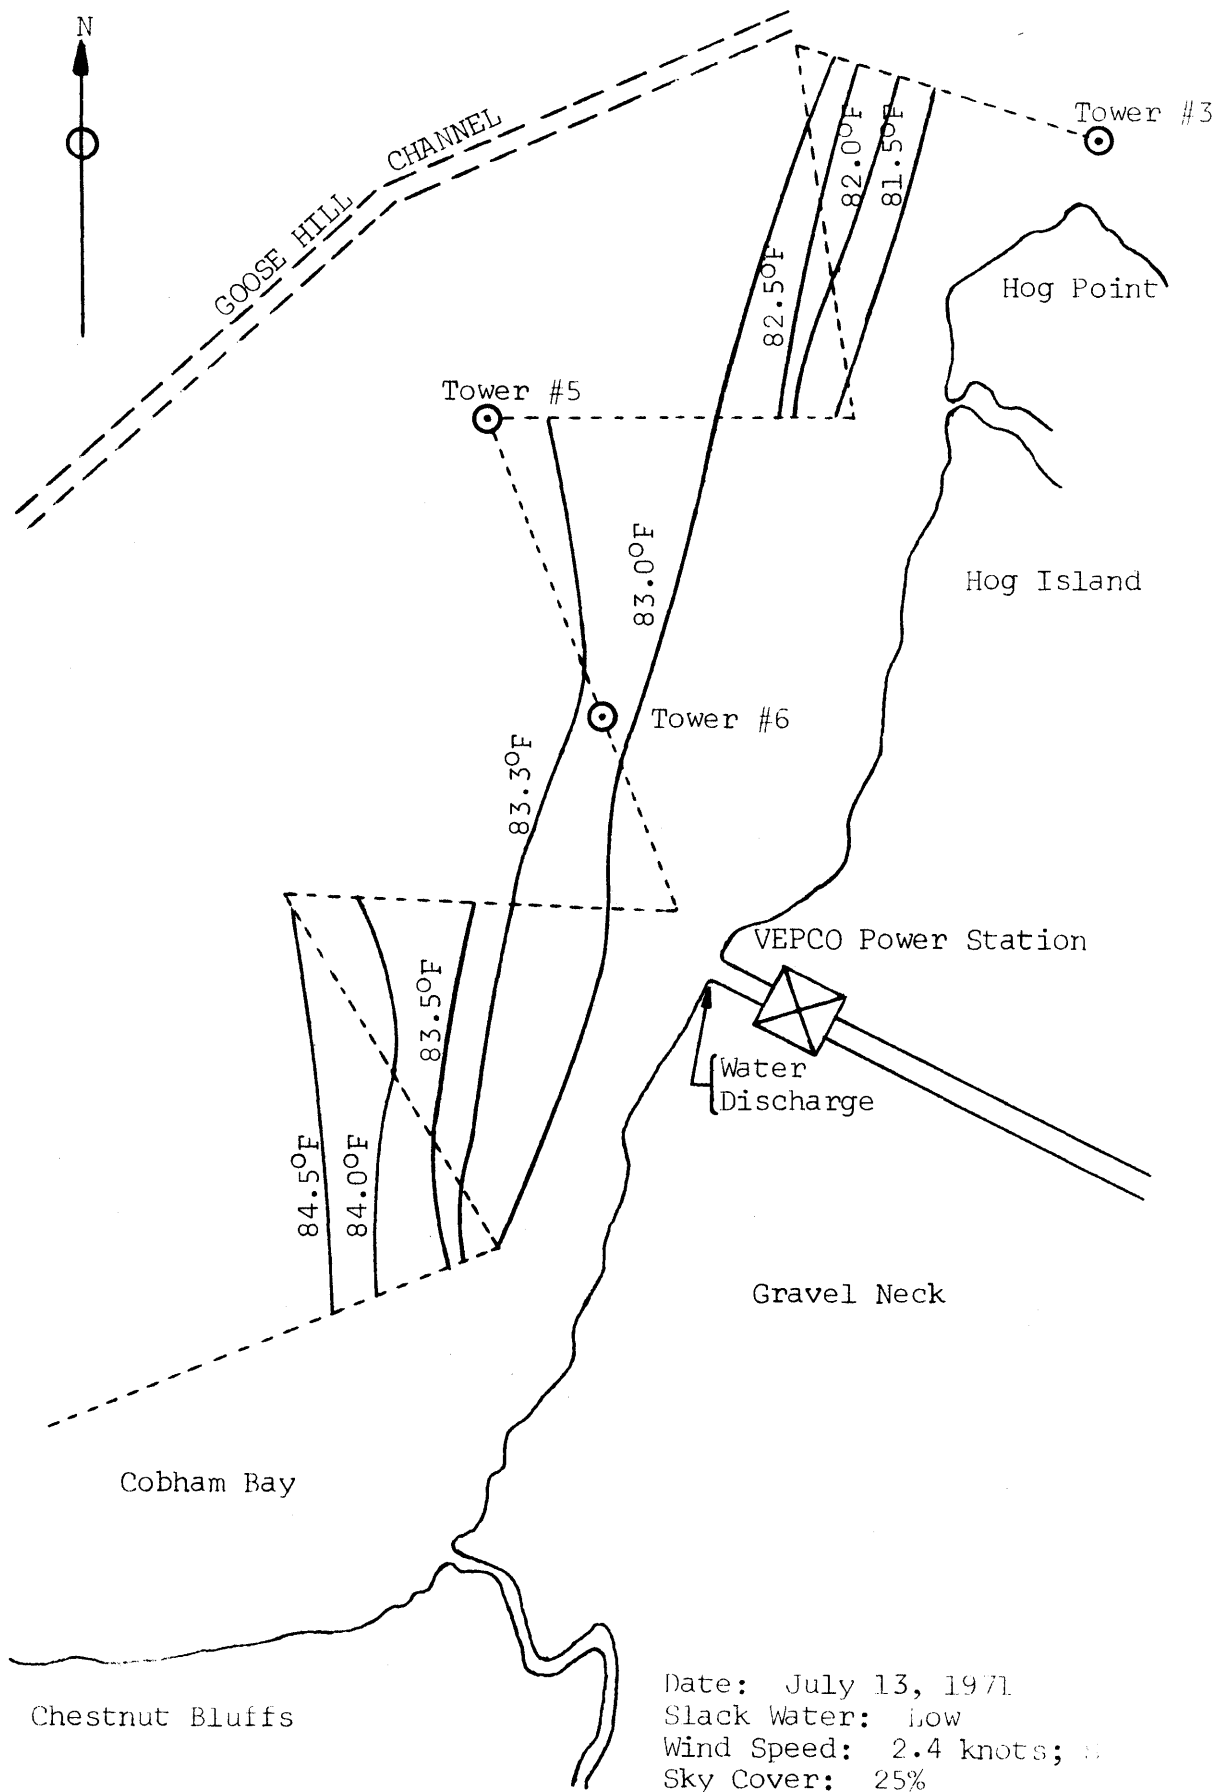 N
GOOSE HILL CHANNEL
Tower #3
82.0°F
81.5°F
82.5°F
Hog Point
Tower #5
83.0°F
Hog Island
Tower #6
83.3°F
VEPCO Power Station
83.5°F
Water
Discharge
84.5°F
84.0°F
Gravel Neck
Cobham Bay
Chestnut Bluffs
Date: July 13, 1971
Slack Water: Low
Wind Speed: 2.4 knots;
Sky Cover: 25%